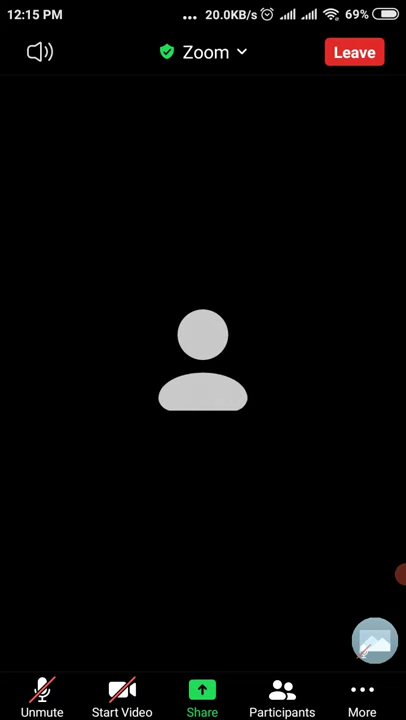 12:15 PM ... 20.0KB/s 69%
Zoom
Leave
Unmute Start Video Share Participants More